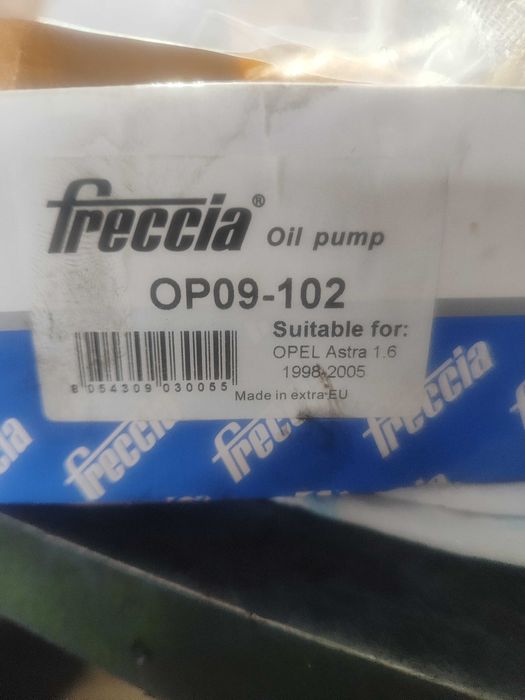 freccia® Oil pump
OP09-102
Suitable for:
OPEL Astra 1.6
1998-2005
8 054309 030055
Made in extra EU
freccia
freccia
freccia